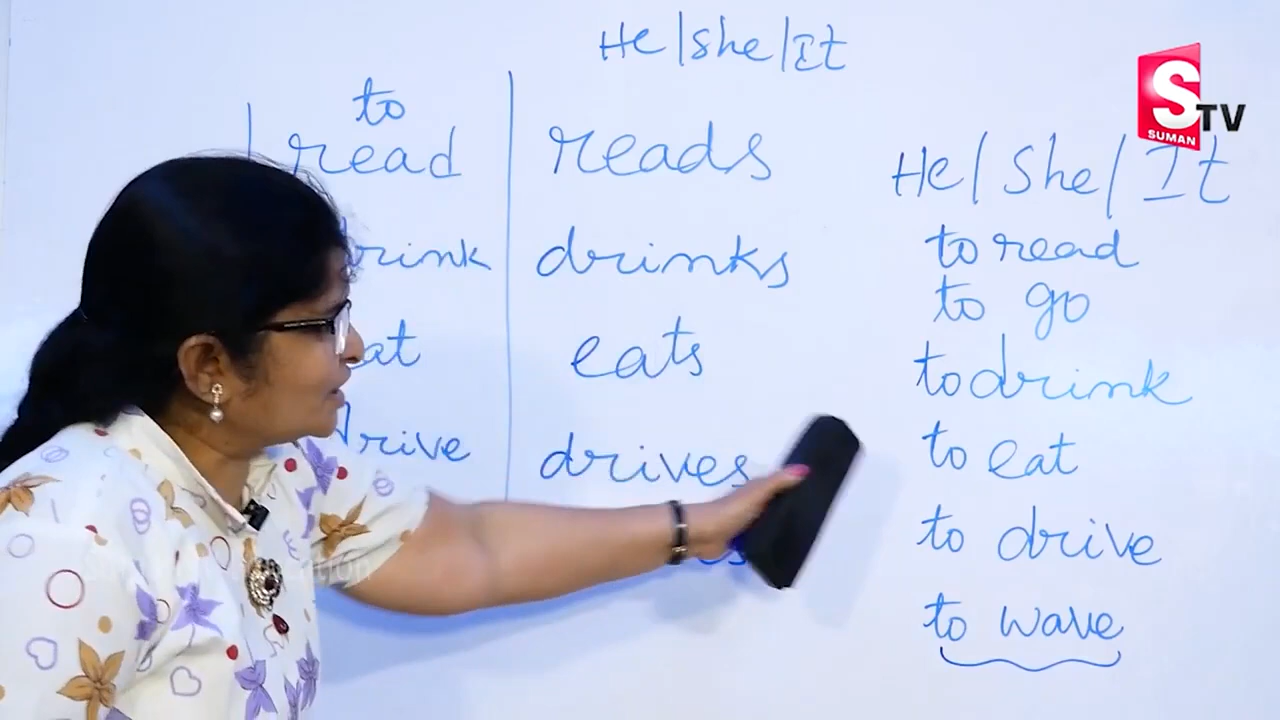 He/she/It
to
read reads
drinks
eats
drives
He/She/It
to read
to go
to drink
to eat
to drive
to wave
S TV
SUMAN